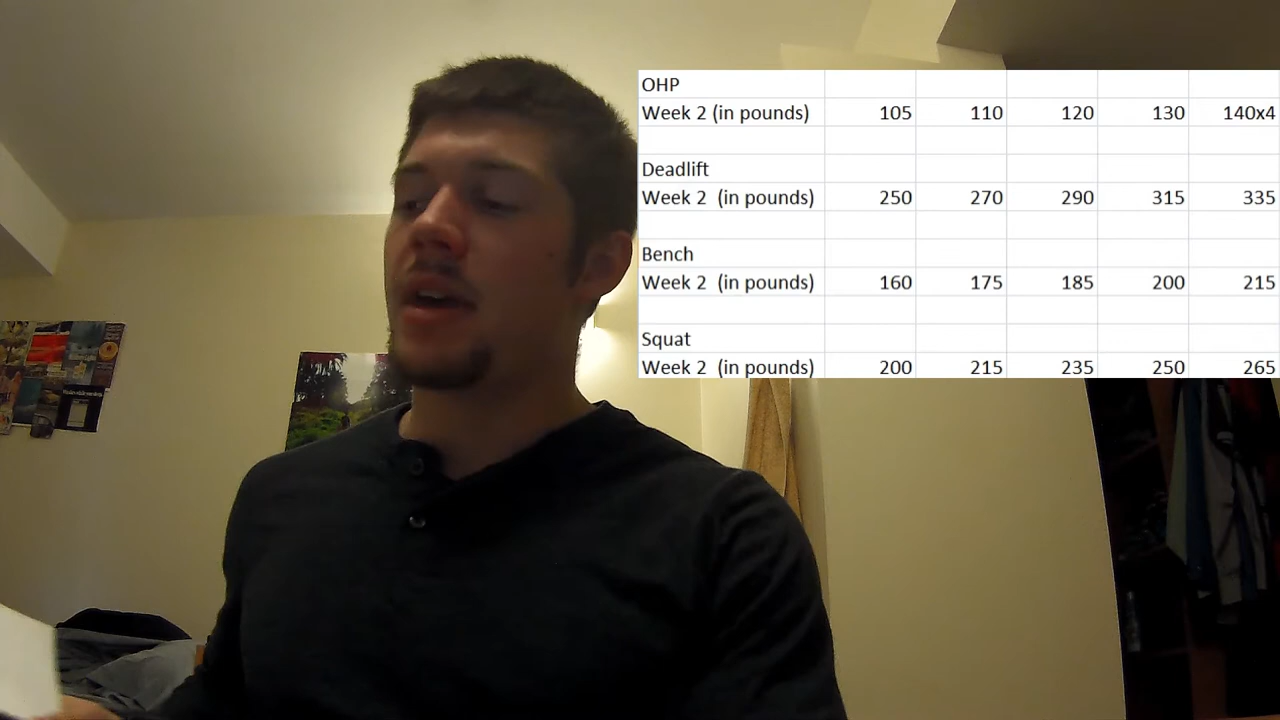 OHP
Week 2 (in pounds) 105 110 120 130 140x4
Deadlift
Week 2 (in pounds) 250 270 290 315 335
Bench
Week 2 (in pounds) 160 175 185 200 215
Squat
Week 2 (in pounds) 200 215 235 250 265